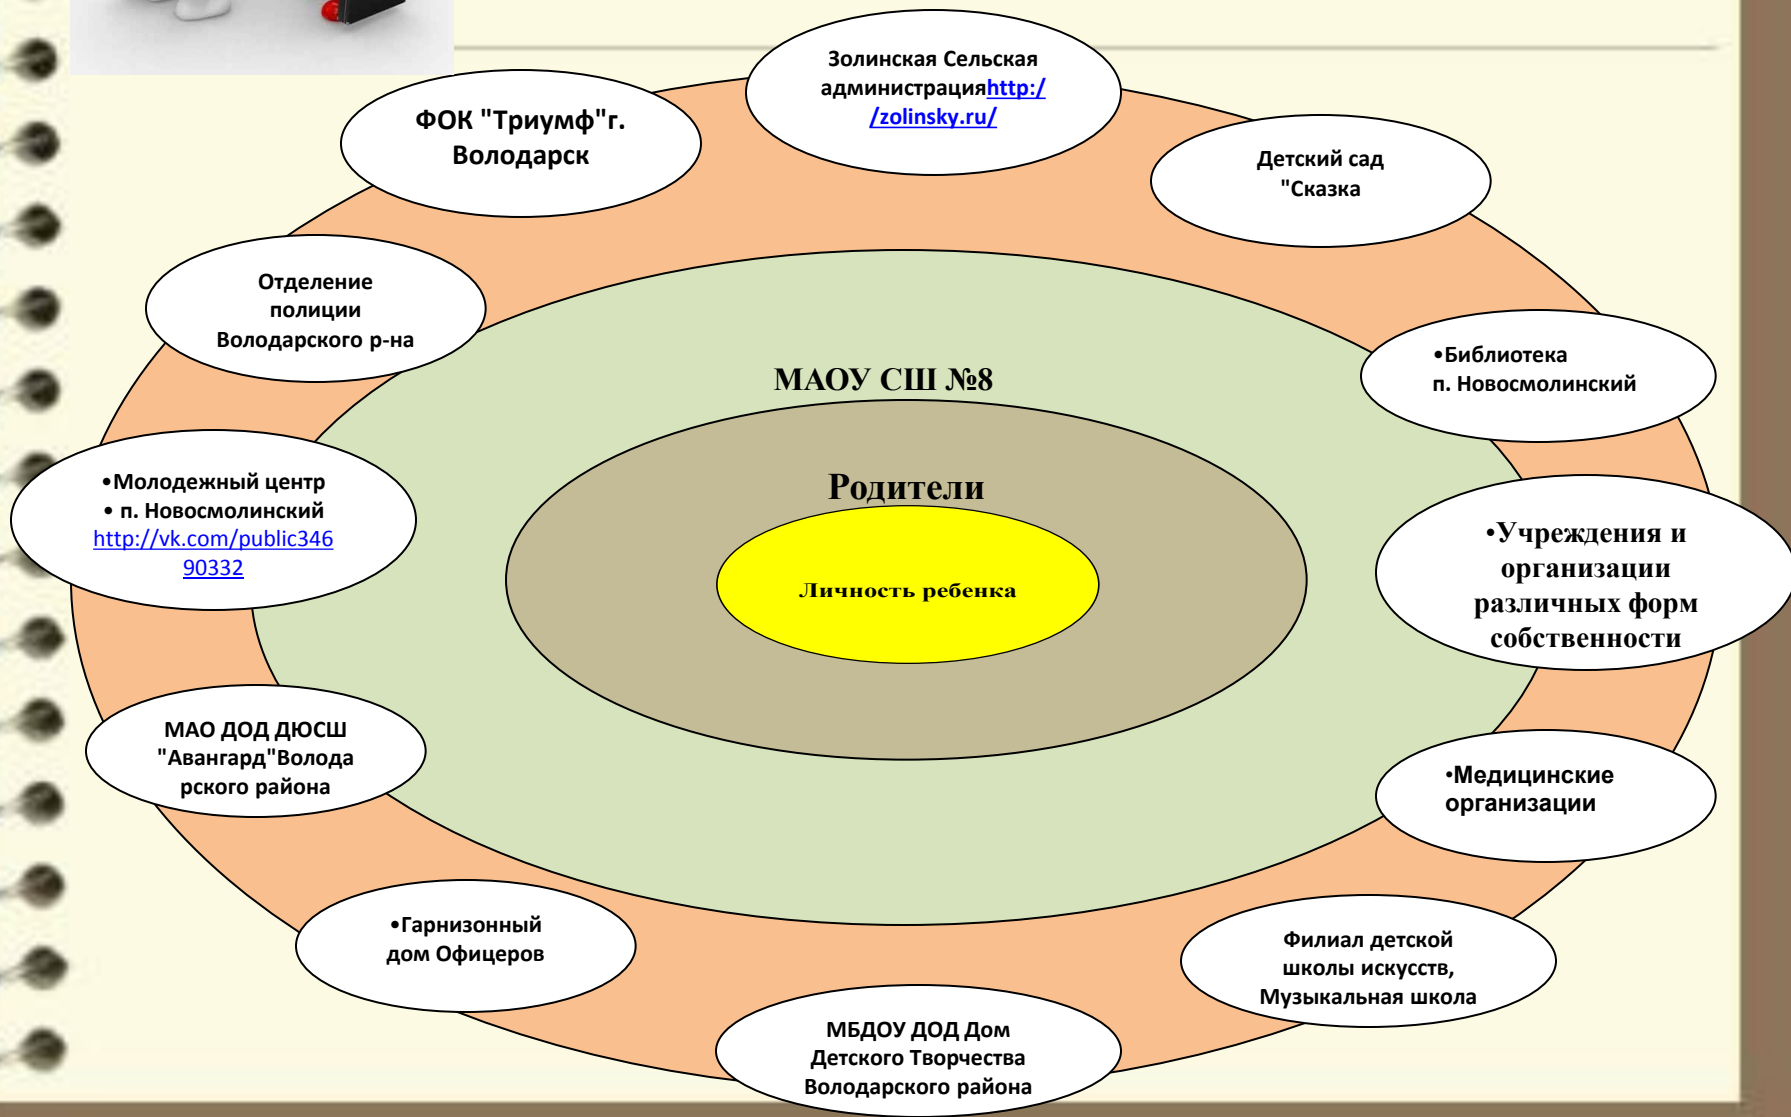 Золинская Сельская
администрацияhttp:/
/zolinsky.ru/
ФОК "Триумф"г.
Володарск
Детский сад
"Сказка
Отделение
полиции
Володарского р-на
•Библиотека
п. Новосмолинский
МАОУ СШ №8
•Молодежный центр
• п. Новосмолинский
http://vk.com/public346
90332
Родители
•Учреждения и
организации
различных форм
собственности
Личность ребенка
МАО ДОД ДЮСШ
"Авангард"Волода
рского района
•Медицинские
организации
•Гарнизонный
дом Офицеров
Филиал детской
школы искусств,
Музыкальная школа
МБДОУ ДОД Дом
Детского Творчества
Володарского района